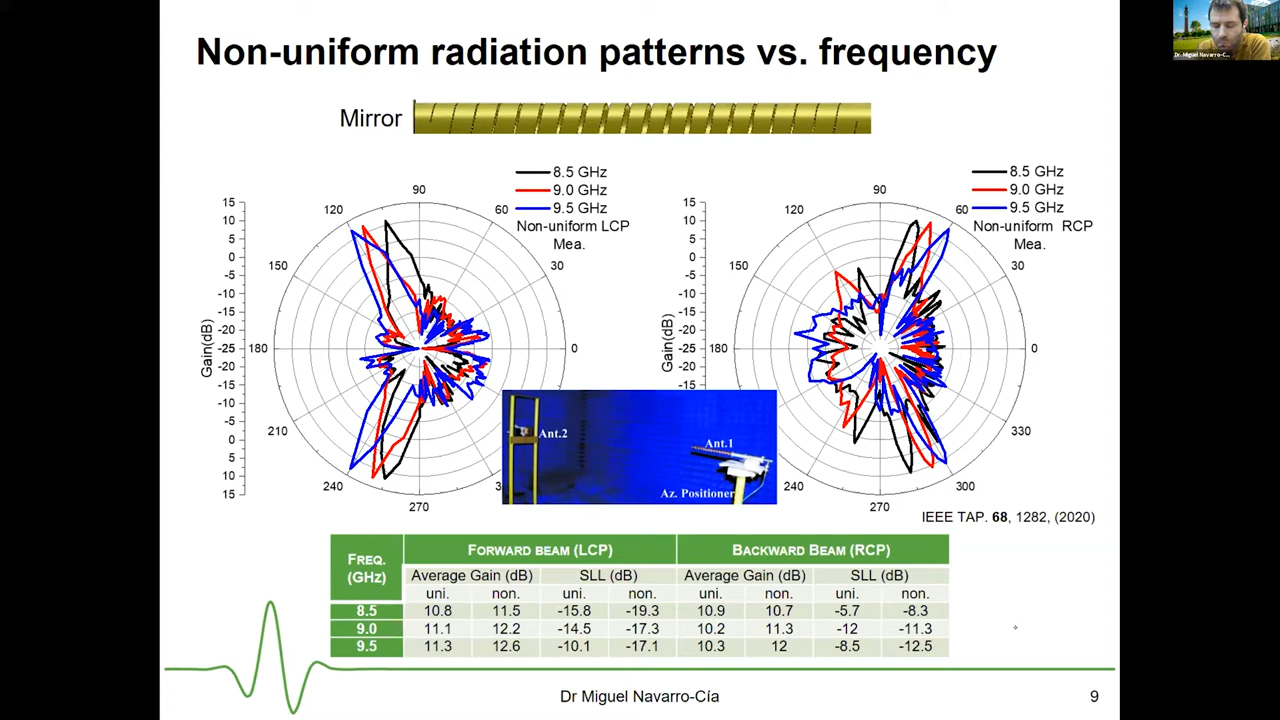 Non-uniform radiation patterns vs. frequency
Dr. Miguel Navarro-C...
Mirror
8.5 GHz
9.0 GHz
9.5 GHz
Non-uniform LCP
Mea.
15
10
5
0
-5
-10
-15
-20
-25
-20
-15
-10
-5
0
5
10
15
Gain(dB)
90
60
30
0
120
150
180
210
240
270
3
8.5 GHz
9.0 GHz
9.5 GHz
Non-uniform RCP
Mea.
15
10
5
0
-5
-10
-15
-20
-25
-20
-15
Gain(dB)
90
60
30
0
330
300
270
240
180
150
120
Ant.2
Ant.1
Az. Positioner
IEEE TAP. 68, 1282, (2020)
FREQ. (GHz) FORWARD BEAM (LCP) BACKWARD BEAM (RCP)
Average Gain (dB) SLL (dB) Average Gain (dB) SLL (dB)
uni. non. uni. non. uni. non. uni. non.
8.5 10.8 11.5 -15.8 -19.3 10.9 10.7 -5.7 -8.3
9.0 11.1 12.2 -14.5 -17.3 10.2 11.3 -12 -11.3
9.5 11.3 12.6 -10.1 -17.1 10.3 12 -8.5 -12.5
Dr Miguel Navarro-Cía
9